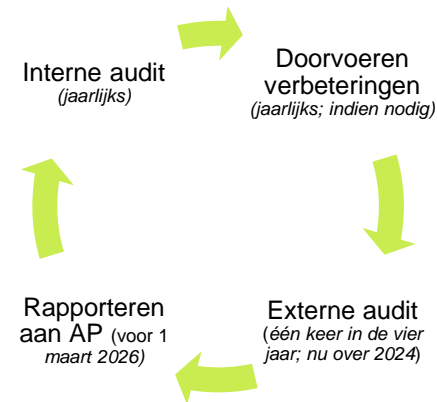 Interne audit
(jaarlijks)
Doorvoeren
verbeteringen
(jaarlijks; indien nodig)
Externe audit
(één keer in de vier
jaar; nu over 2024)
Rapporteren
aan AP (voor 1
maart 2026)